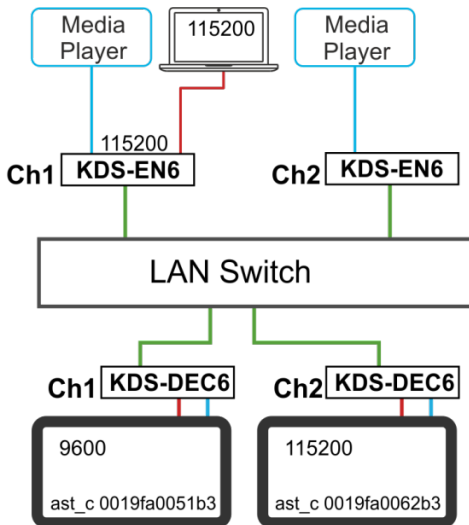 Media
Player
115200
Media
Player
115200
Ch1 KDS-EN6
Ch2 KDS-EN6
LAN Switch
Ch1 KDS-DEC6
Ch2 KDS-DEC6
9600
115200
ast_c 0019fa0051b3
ast_c 0019fa0062b3